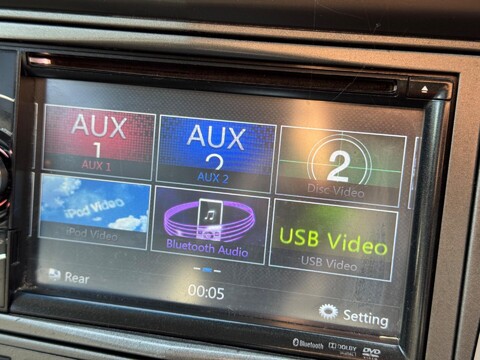 AUX AUX
1 2 2
AUX 1 AUX 2 Disc Video
iPod Video
iPod Video Bluetooth Audio USB Video
USB Video
Rear
00:05
Setting
Bluetooth DOLBY DVD